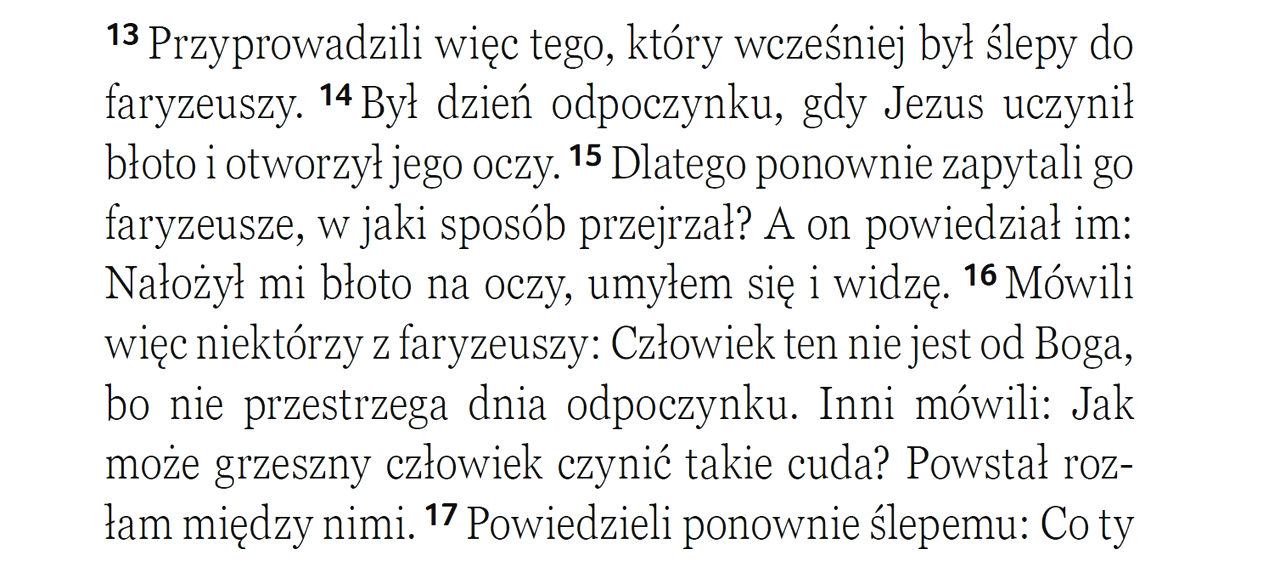 13 Przyprowadzili więc tego, który wcześniej był ślepy do
faryzeuszy. 14 Był dzień odpoczynku, gdy Jezus uczynił
błoto i otworzył jego oczy. 15 Dlatego ponownie zapytali go
faryzeusze, w jaki sposób przejrzał? A on powiedział im:
Nałożył mi błoto na oczy, umyłem się i widzę. 16 Mówili
więc niektórzy z faryzeuszy: Człowiek ten nie jest od Boga,
bo nie przestrzega dnia odpoczynku. Inni mówili: Jak
może grzeszny człowiek czynić takie cuda? Powstał roz-
łam między nimi. 17 Powiedzieli ponownie ślepemu: Co ty